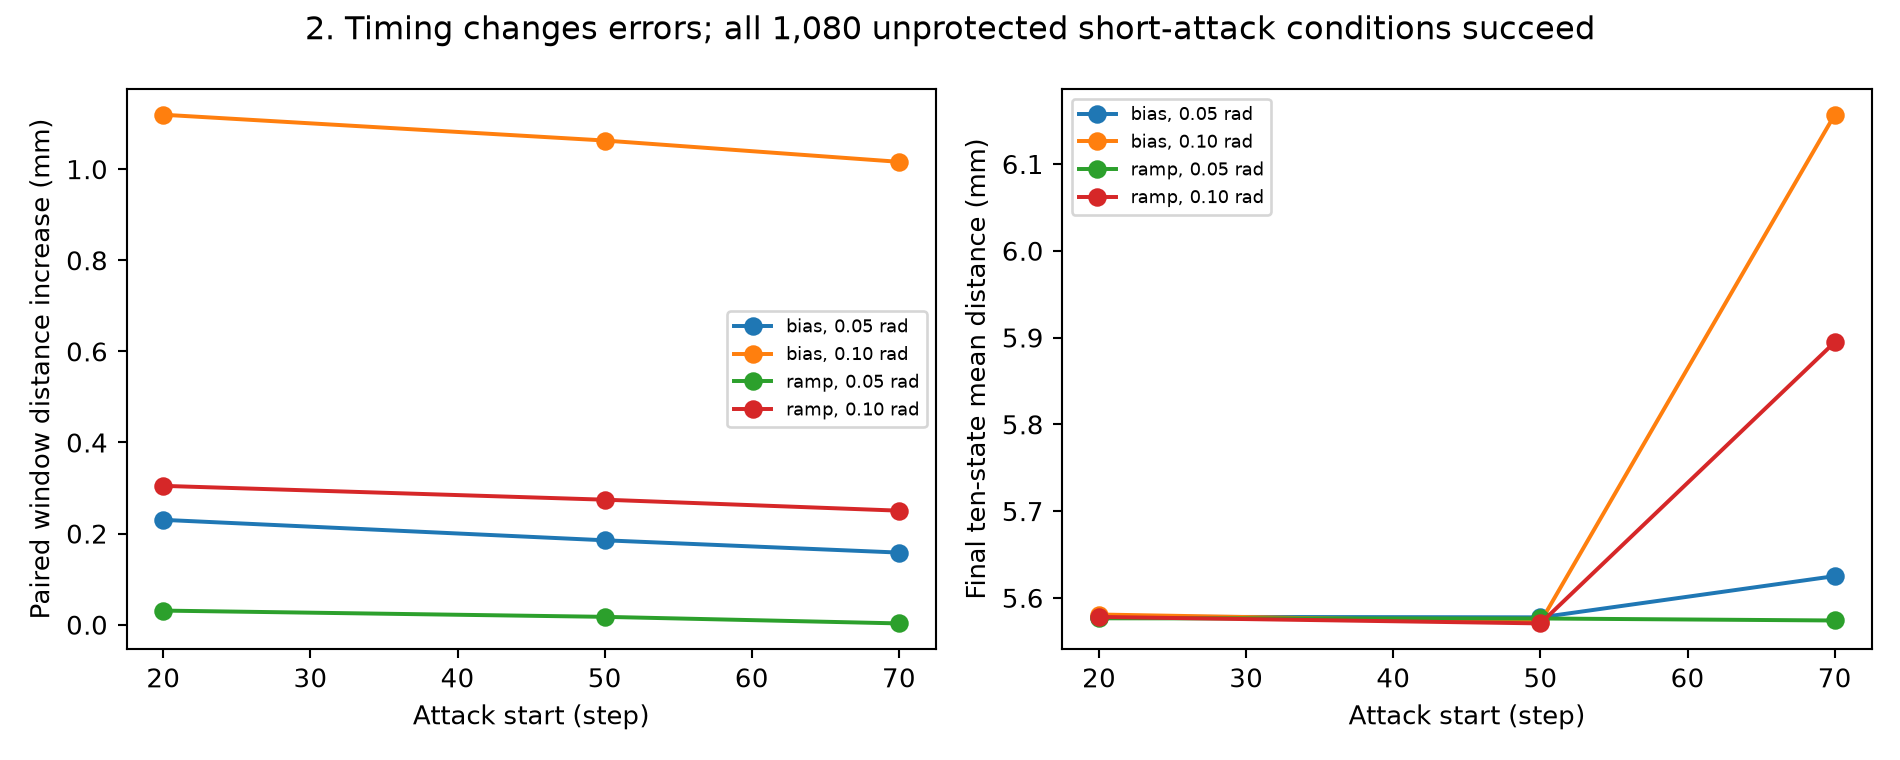 2. Timing changes errors; all 1,080 unprotected short-attack conditions succeed
Paired window distance increase (mm)
1.0
0.8
0.6
0.4
0.2
0.0
bias, 0.05 rad
bias, 0.10 rad
ramp, 0.05 rad
ramp, 0.10 rad
20 30 40 50 60 70
Attack start (step)
Final ten-state mean distance (mm)
6.1
6.0
5.9
5.8
5.7
5.6
bias, 0.05 rad
bias, 0.10 rad
ramp, 0.05 rad
ramp, 0.10 rad
20 30 40 50 60 70
Attack start (step)